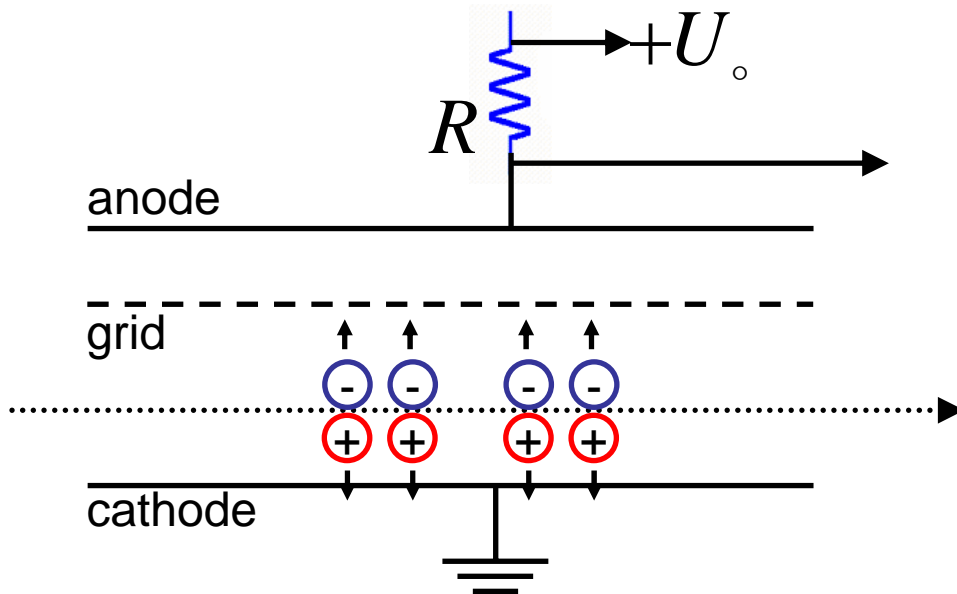 +U。
R
anode
grid
- - - -
+ + + +
cathode